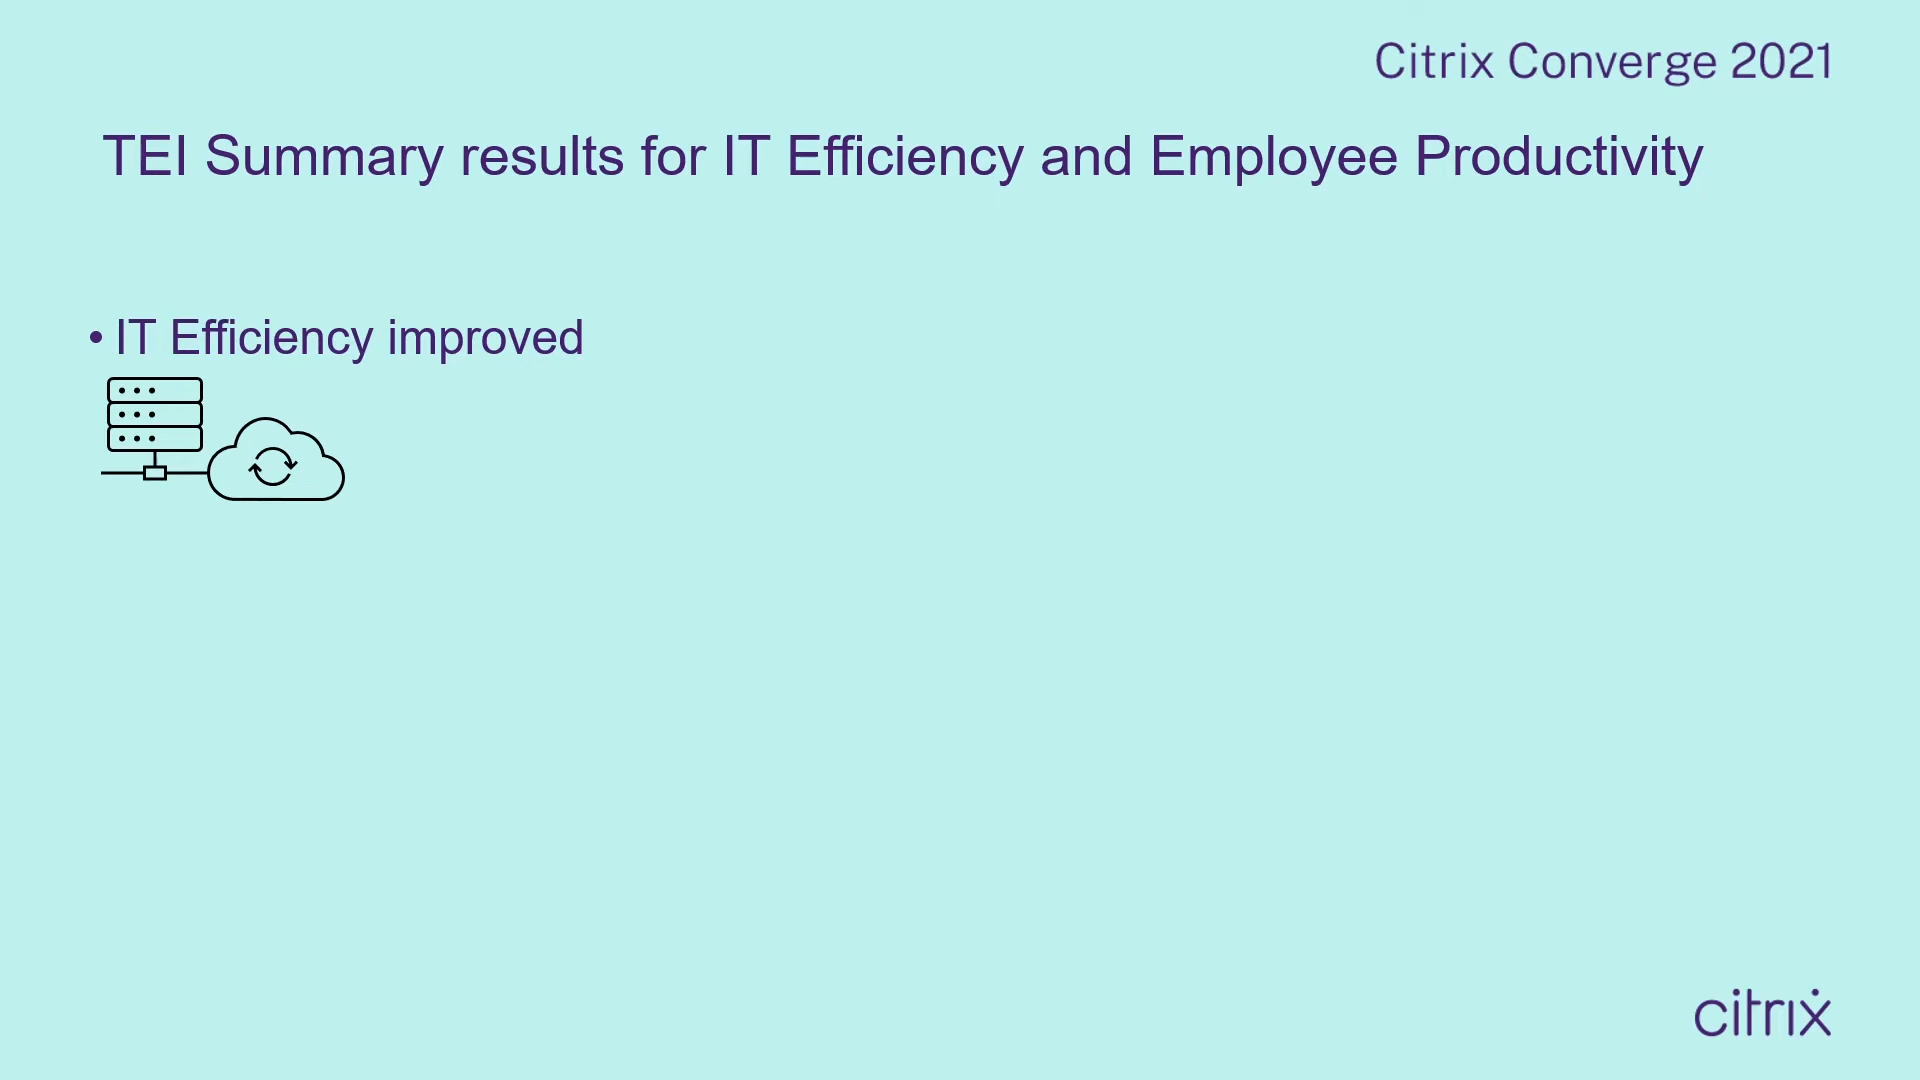 Citrix Converge 2021
TEI Summary results for IT Efficiency and Employee Productivity
• IT Efficiency improved
citrix